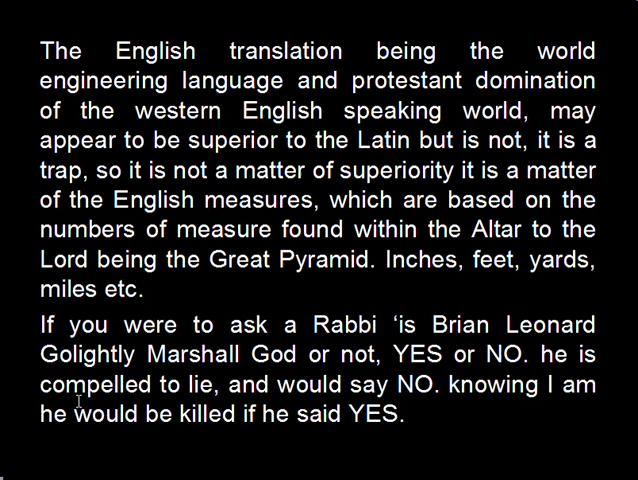 The English translation being the world
engineering language and protestant domination
of the western English speaking world, may
appear to be superior to the Latin but is not, it is a
trap, so it is not a matter of superiority it is a matter
of the English measures, which are based on the
numbers of measure found within the Altar to the
Lord being the Great Pyramid. Inches, feet, yards,
miles etc.
If you were to ask a Rabbi ‘is Brian Leonard
Golightly Marshall God or not, YES or NO. he is
compelled to lie, and would say NO. knowing I am
he would be killed if he said YES.